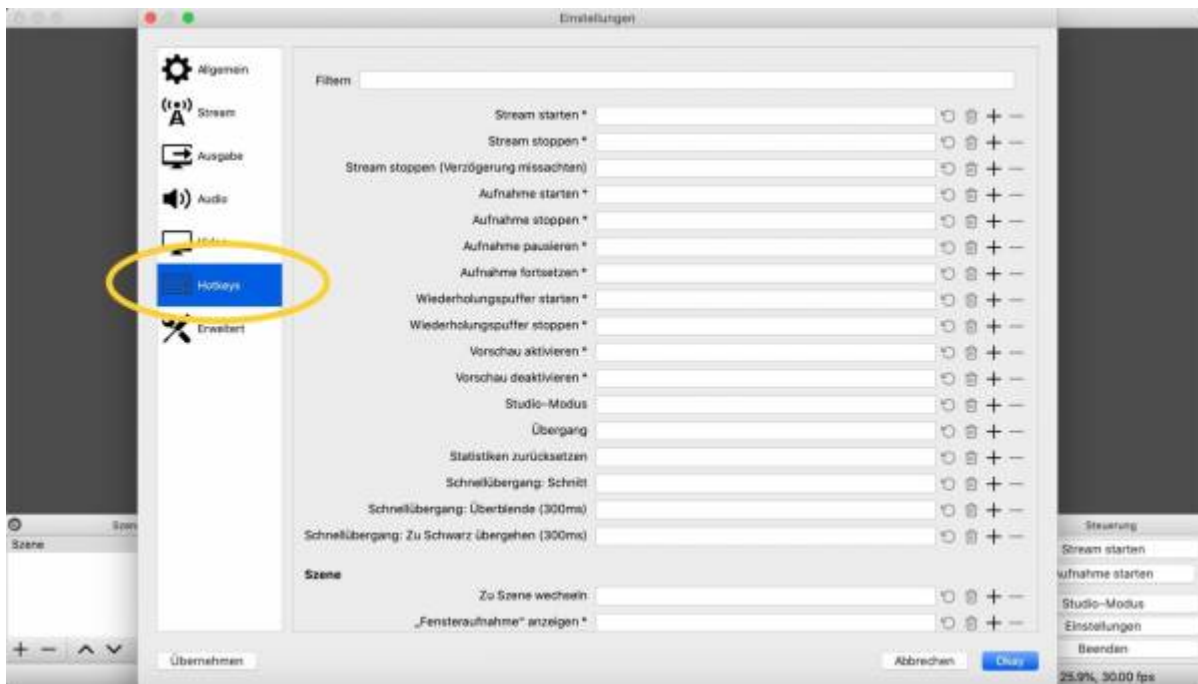 Einstellungen
Allgemein
Stream
Ausgabe
Audio
Hotkeys
Erweitert
Filtern
Stream starten *
Stream stoppen *
Stream stoppen (Verzögerung missachten)
Aufnahme starten *
Aufnahme stoppen *
Aufnahme pausieren *
Aufnahme fortsetzen *
Wiederholungspuffer starten *
Wiederholungspuffer stoppen *
Vorschau aktivieren *
Vorschau deaktivieren *
Studio-Modus
Übergang
Statistiken zurücksetzen
Schnellübergang: Schnitt
Schnellübergang: Überblende (300ms)
Schnellübergang: Zu Schwarz übergehen (300ms)
Szene
Zu Szene wechseln
„Fensteraufnahme“ anzeigen *
Übernehmen
Abbrechen
Okay
Szene
Steuerung
Stream starten
ufnahme starten
Studio-Modus
Einstellungen
Beenden
25.9%, 30.00 fps